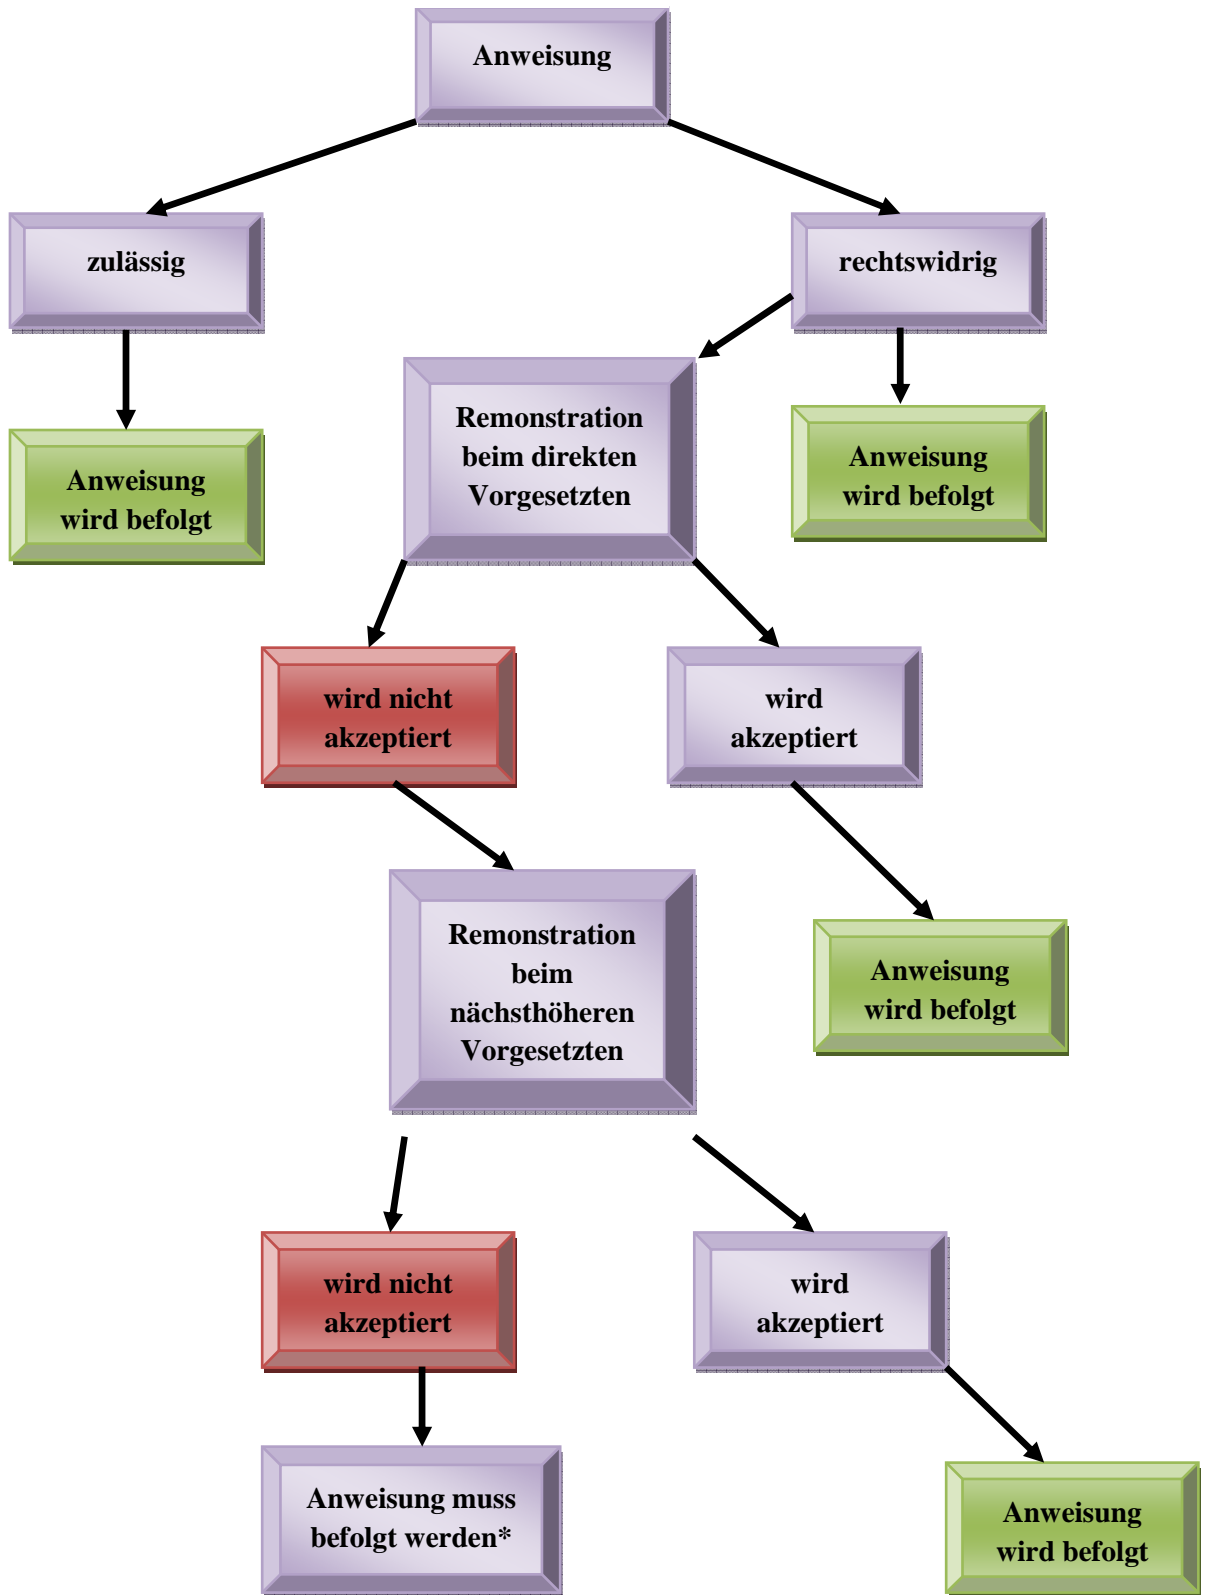 Anweisung
zulässig
rechtswidrig
Remonstration
beim direkten
Vorgesetzten
Anweisung
wird befolgt
Anweisung
wird befolgt
wird nicht
akzeptiert
wird
akzeptiert
Remonstration
beim
nächsthöheren
Vorgesetzten
Anweisung
wird befolgt
wird nicht
akzeptiert
wird
akzeptiert
Anweisung muss
befolgt werden*
Anweisung
wird befolgt